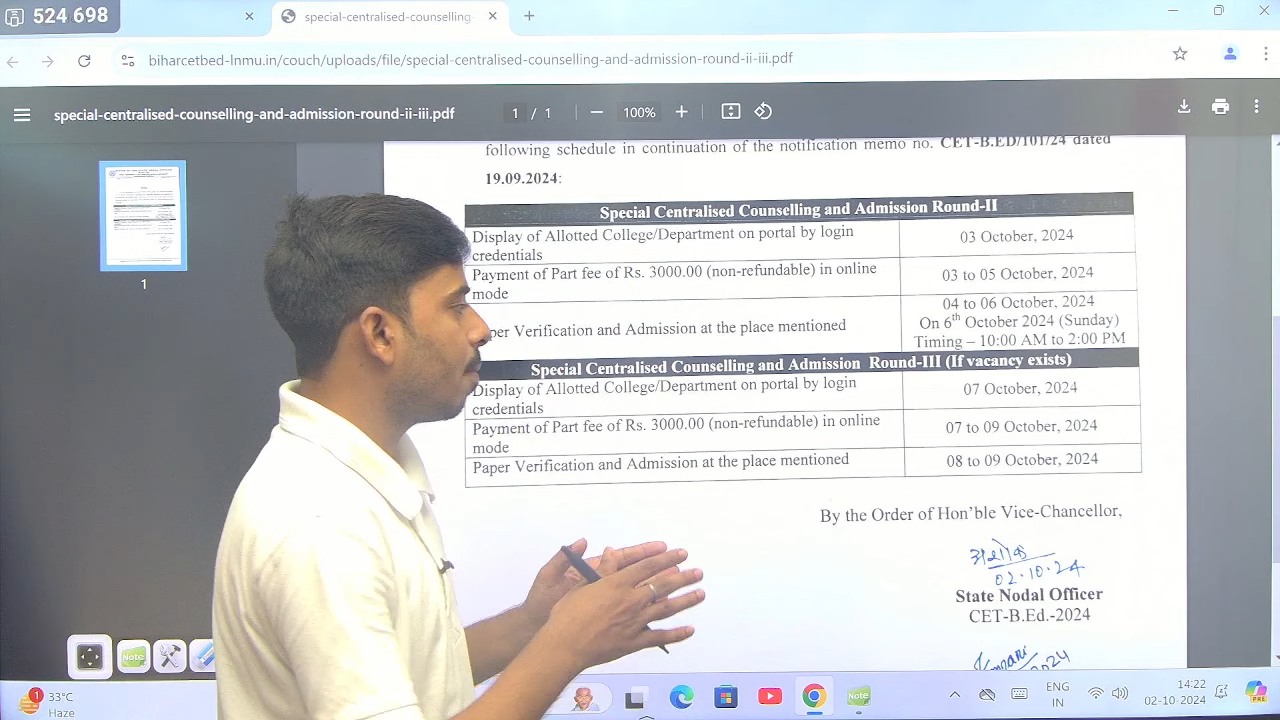 524 698
special-centralised-counselling
biharcetbed-lnmu.in/couch/uploads/file/special-centralised-counselling-and-admission-round-ii-iii.pdf
special-centralised-counselling-and-admission-round-ii-iii.pdf
1 / 1
100%
following schedule in continuation of the notification memo no. CET-B.ED/101/24 dated
19.09.2024:
Special Centralised Counselling and Admission Round-II
Display of Allotted College/Department on portal by login
credentials
03 October, 2024
Payment of Part fee of Rs. 3000.00 (non-refundable) in online
mode
03 to 05 October, 2024
Paper Verification and Admission at the place mentioned
04 to 06 October, 2024
On 6th October 2024 (Sunday)
Timing – 10:00 AM to 2:00 PM
Special Centralised Counselling and Admission Round-III (If vacancy exists)
Display of Allotted College/Department on portal by login
credentials
07 October, 2024
Payment of Part fee of Rs. 3000.00 (non-refundable) in online
mode
07 to 09 October, 2024
Paper Verification and Admission at the place mentioned
08 to 09 October, 2024
By the Order of Hon'ble Vice-Chancellor,
02.10.24
State Nodal Officer
CET-B.Ed.-2024
1
Note
1
33°C
Haze
Note
ENG
IN
14:22
02-10-2024